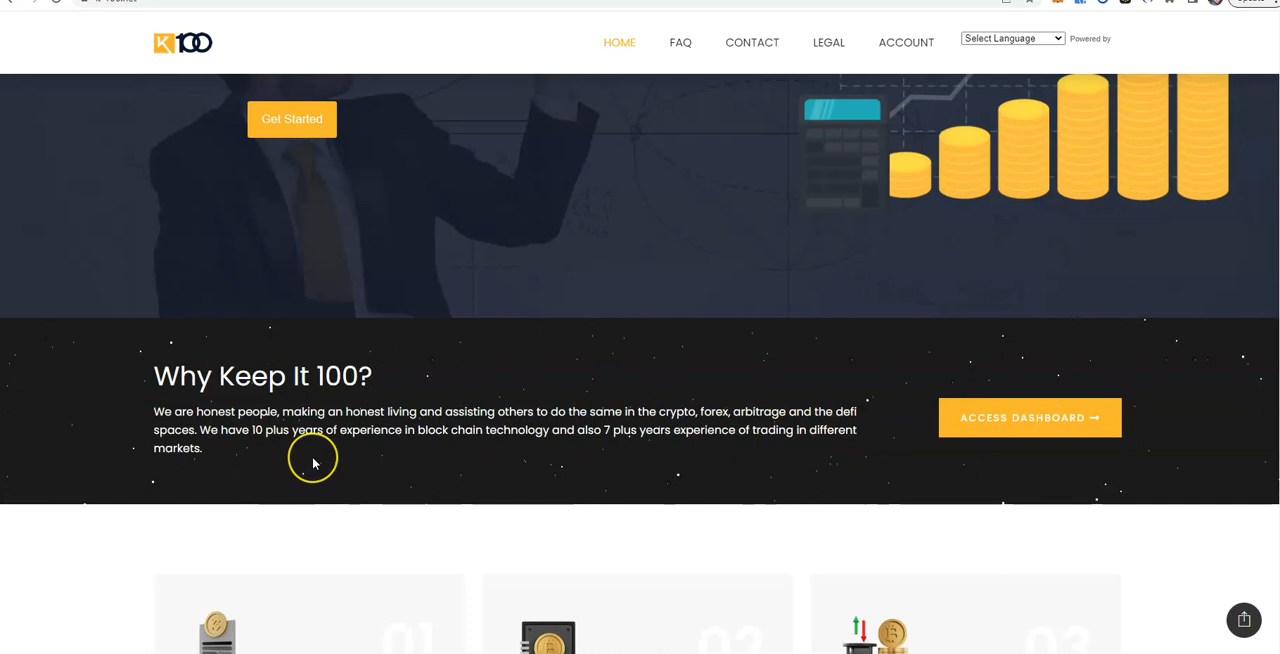 K100
HOME FAQ CONTACT LEGAL ACCOUNT Select Language Powered by
Get Started
Why Keep It 100?
We are honest people, making an honest living and assisting others to do the same in the crypto, forex, arbitrage and the defi
spaces. We have 10 plus years of experience in block chain technology and also 7 plus years experience of trading in different
markets.
ACCESS DASHBOARD
01 02 03